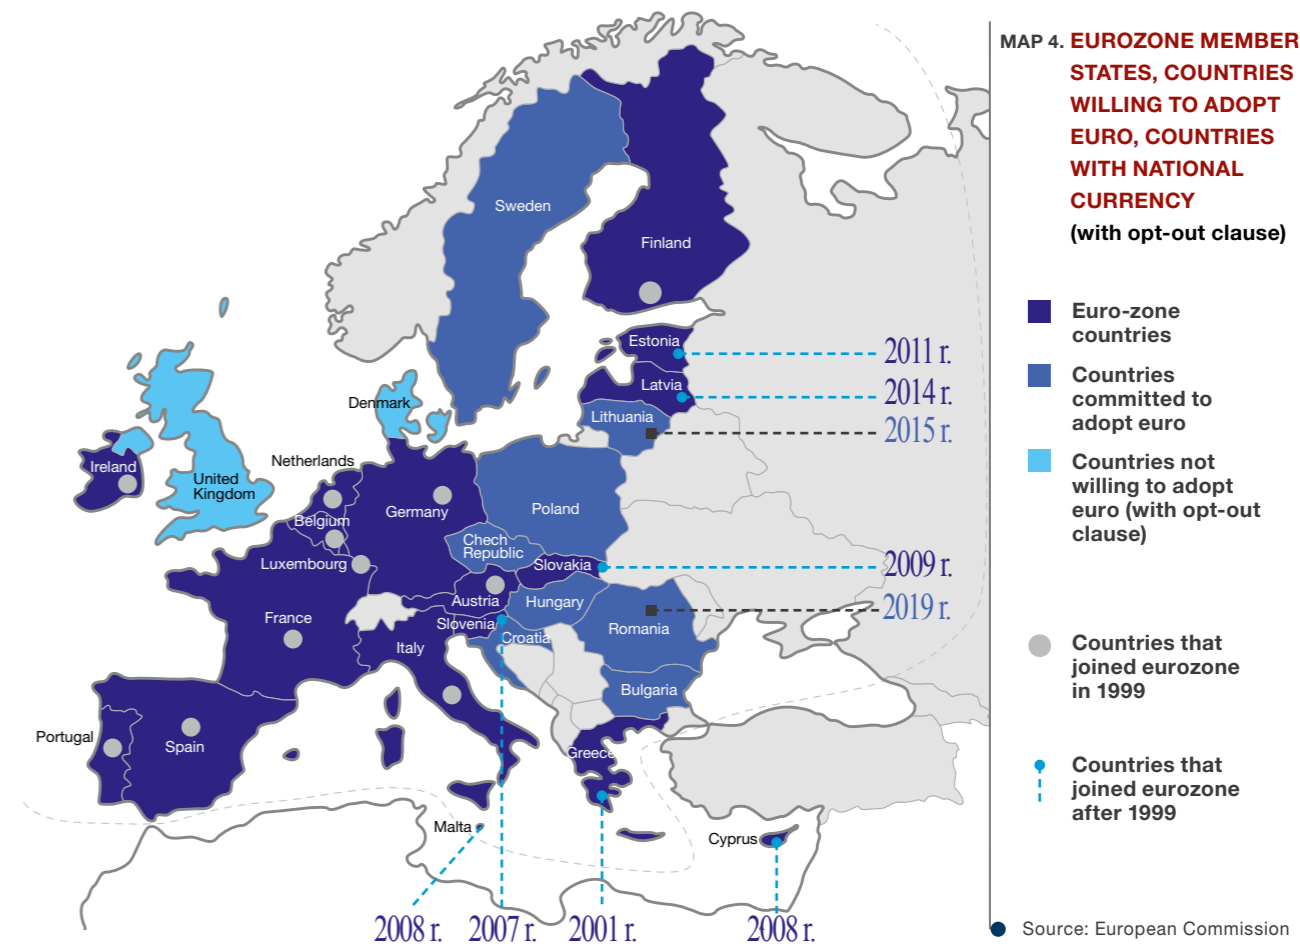 MAP 4. EUROZONE MEMBER
STATES, COUNTRIES
WILLING TO ADOPT
EURO, COUNTRIES
WITH NATIONAL
CURRENCY
(with opt-out clause)
Euro-zone
countries
Countries
committed to
adopt euro
Countries not
willing to adopt
euro (with opt-out
clause)
Countries that
joined eurozone
in 1999
Countries that
joined eurozone
after 1999
Source: European Commission
Sweden
Finland
Estonia
2011 r.
Latvia
2014 r.
Lithuania
2015 r.
Denmark
Ireland
United
Kingdom
Netherlands
Belgium
Luxembourg
Germany
Poland
Chech
Republic
Slovakia
2009 r.
Austria
Hungary
2019 r.
Romania
Slovenia
Croatia
France
Italy
Bulgaria
Portugal
Spain
Greece
Malta
Cyprus
2008 r.
2007 r.
2001 r.
2008 r.